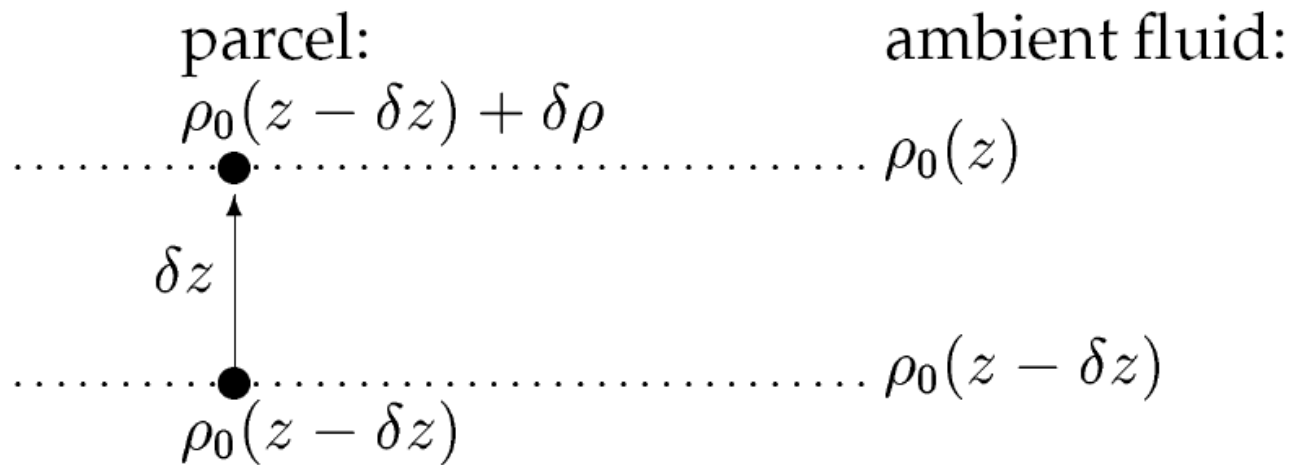 parcel:
ambient fluid:
ρ₀(z − δz) + δρ
ρ₀(z)
δz
ρ₀(z − δz)
ρ₀(z − δz)